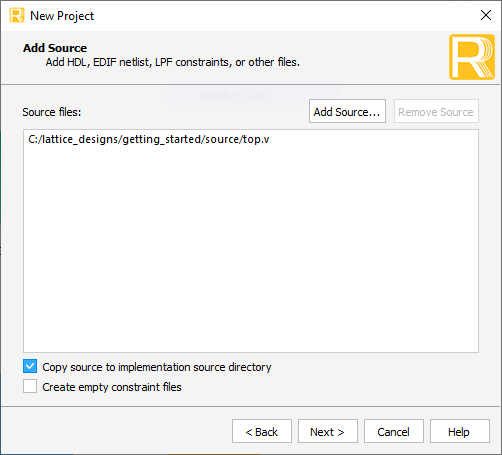 New Project
Add Source
Add HDL, EDIF netlist, LPF constraints, or other files.
Window Snip
Source files:
Add Source...
Remove Source
C:/lattice_designs/getting_started/source/top.v
Copy source to implementation source directory
Create empty constraint files
< Back
Next >
Cancel
Help